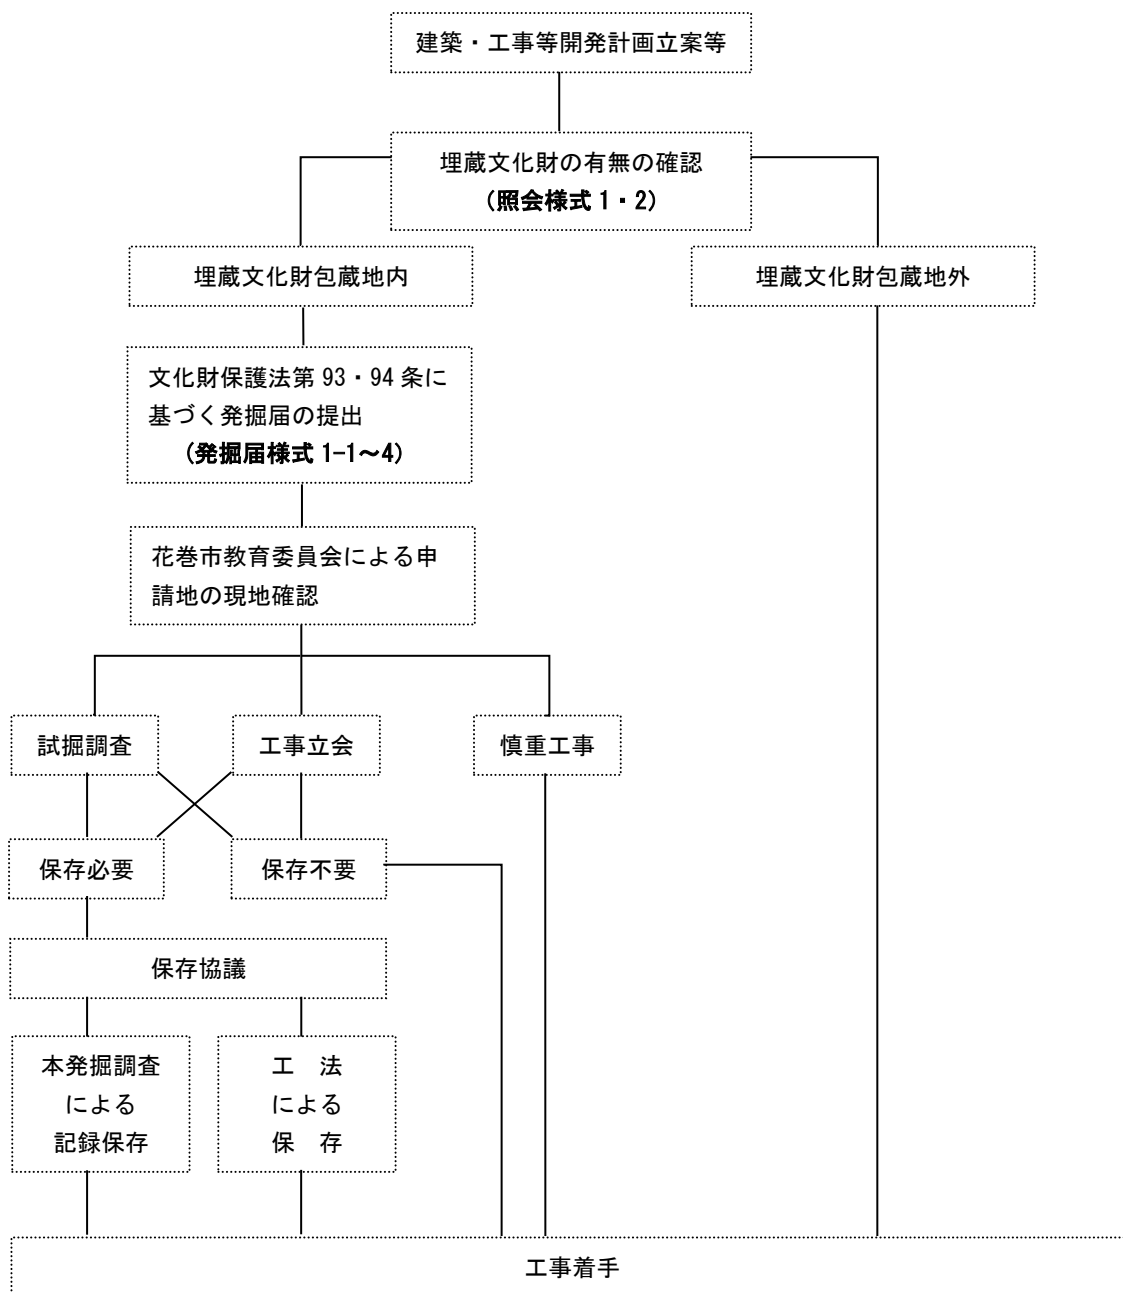 建築・工事等開発計画立案等
埋蔵文化財の有無の確認
(照会様式1・2)
埋蔵文化財包蔵地内
埋蔵文化財包蔵地外
文化財保護法第 93・94 条に
基づく発掘届の提出
(発掘届様式 1-1～4)
花巻市教育委員会による申
請地の現地確認
試掘調査
工事立会
慎重工事
保存必要
保存不要
保存協議
本発掘調査
による
記録保存
工　法
による
保　存
工事着手